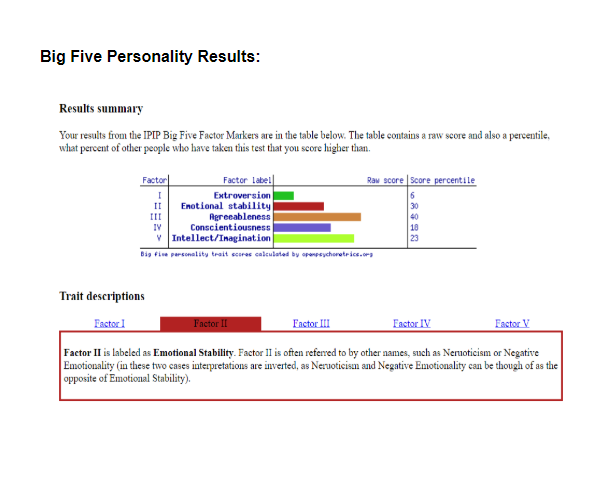 Big Five Personality Results:
Results summary
Your results from the IPIP Big Five Factor Markers are in the table below. The table contains a raw score and also a percentile,
what percent of other people who have taken this test that you score higher than.
Factor Factor label Raw score Score percentile
I Extroversion 6
II Emotional stability 30
III Agreeableness 40
IV Conscientiousness 18
V Intellect/Imagination 23
Big five personality trait scores calculated by openpsychometrics.org
Trait descriptions
Factor I Factor II Factor III Factor IV Factor V
Factor II is labeled as Emotional Stability. Factor II is often referred to by other names, such as Neruoticism or Negative
Emotionality (in these two cases interpretations are inverted, as Neruoticism and Negative Emotionality can be though of as the
opposite of Emotional Stability).